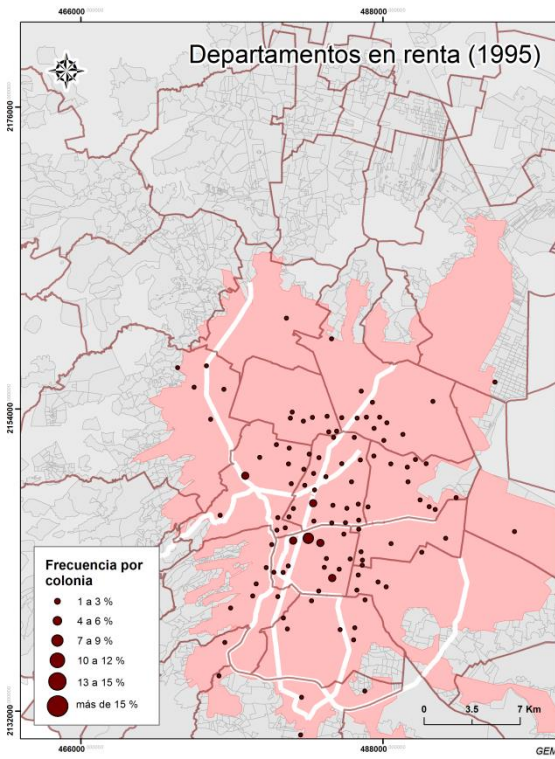 466000
488000
Departamentos en renta (1995)
2176000
2154000
2132000
Frecuencia por
colonia
1 a 3 %
4 a 6 %
7 a 9 %
10 a 12 %
13 a 15 %
más de 15 %
0 3.5 7 Km
466000
488000
GEM